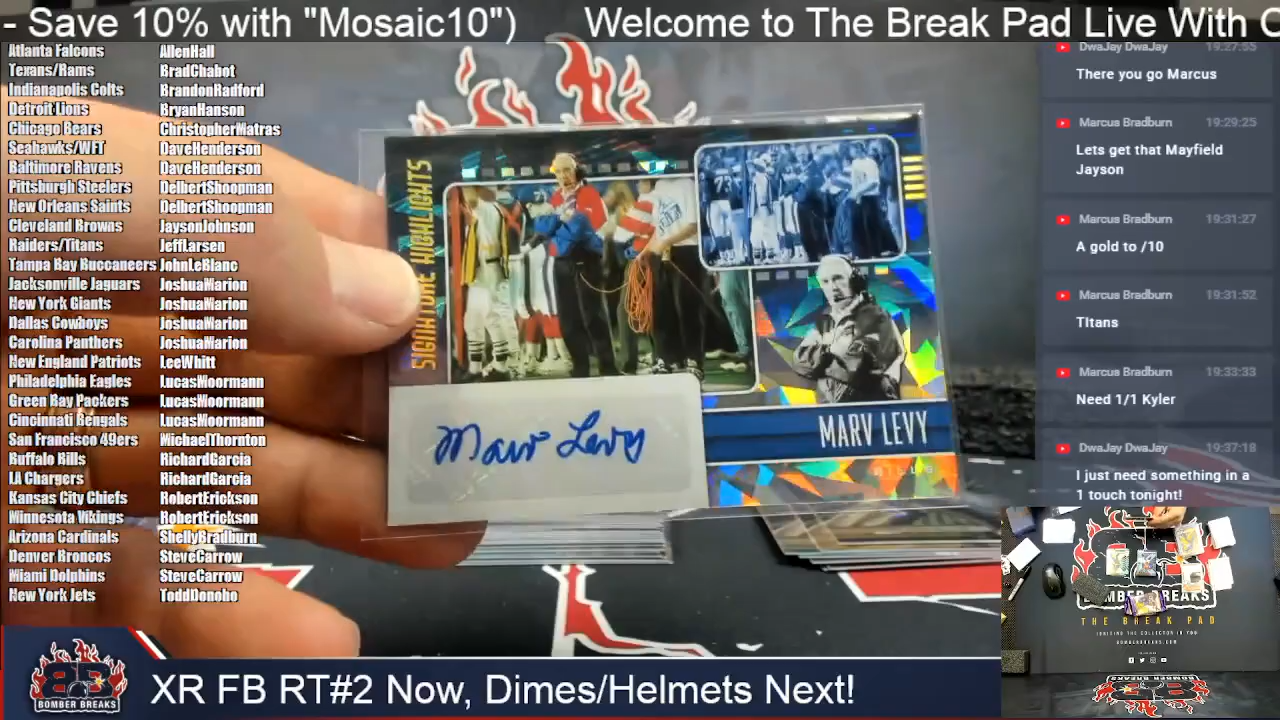 - Save 10% with "Mosaic10")
Welcome to The Break Pad Live With C
Atlanta Falcons AllenHall
Texans/Rams BradChabot
Indianapolis Colts BrandonRadford
Detroit Lions BryanHanson
Chicago Bears ChristopherMatras
Seahawks/WFT DaveHenderson
Baltimore Ravens DaveHenderson
Pittsburgh Steelers DelbertShoopman
New Orleans Saints DelbertShoopman
Cleveland Browns JaysonJohnson
Raiders/Titans JeffLarsen
Tampa Bay Buccaneers JohnLeBlanc
Jacksonville Jaguars JoshuaMarion
New York Giants JoshuaMarion
Dallas Cowboys JoshuaMarion
Carolina Panthers JoshuaMarion
New England Patriots LeeWhitt
Philadelphia Eagles LucasMoormann
Green Bay Packers LucasMoormann
Cincinnati Bengals LucasMoormann
San Francisco 49ers MichaelThornton
Buffalo Bills RichardGarcia
LA Chargers RichardGarcia
Kansas City Chiefs RobertErickson
Minnesota Vikings RobertErickson
Arizona Cardinals ShellyBradburn
Denver Broncos SteveCarrow
Miami Dolphins SteveCarrow
New York Jets ToddDonoho
SIGNATURE HIGHLIGHTS
73
Marv Levy
MARV LEVY
BILLS
DwaJay DwaJay 19:27:55
There you go Marcus
Marcus Bradburn 19:29:25
Lets get that Mayfield
Jayson
Marcus Bradburn 19:31:27
A gold to /10
Marcus Bradburn 19:31:52
TItans
Marcus Bradburn 19:33:33
Need 1/1 Kyler
DwaJay DwaJay 19:37:18
I just need something in a
1 touch tonight!
BOMBER BREAKS
THE BREAK PAD
IGNITING THE COLLECTOR IN YOU
BOMBERBREAKS.COM
BOMBER BREAKS
XR FB RT#2 Now, Dimes/Helmets Next!